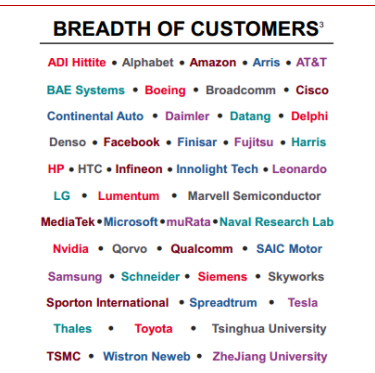 BREADTH OF CUSTOMERS³
ADI Hittite • Alphabet • Amazon • Arris • AT&T
BAE Systems • Boeing • Broadcomm • Cisco
Continental Auto • Daimler • Datang • Delphi
Denso • Facebook • Finisar • Fujitsu • Harris
HP • HTC • Infineon • Innolight Tech • Leonardo
LG • Lumentum • Marvell Semiconductor
MediaTek • Microsoft • muRata • Naval Research Lab
Nvidia • Qorvo • Qualcomm • SAIC Motor
Samsung • Schneider • Siemens • Skyworks
Sporton International • Spreadtrum • Tesla
Thales • Toyota • Tsinghua University
TSMC • Wistron Neweb • ZheJiang University